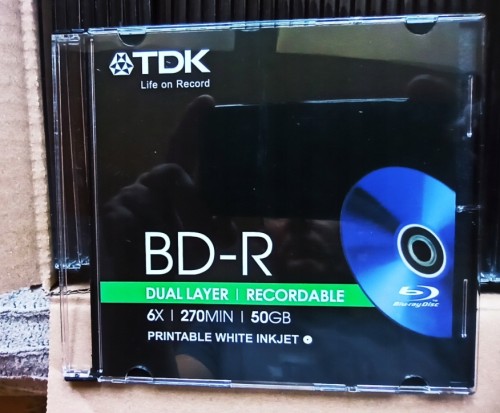 TDK
Life on Record
BD-R
DUAL LAYER | RECORDABLE
6X | 270MIN | 50GB
PRINTABLE WHITE INKJET
Blu-ray Disc